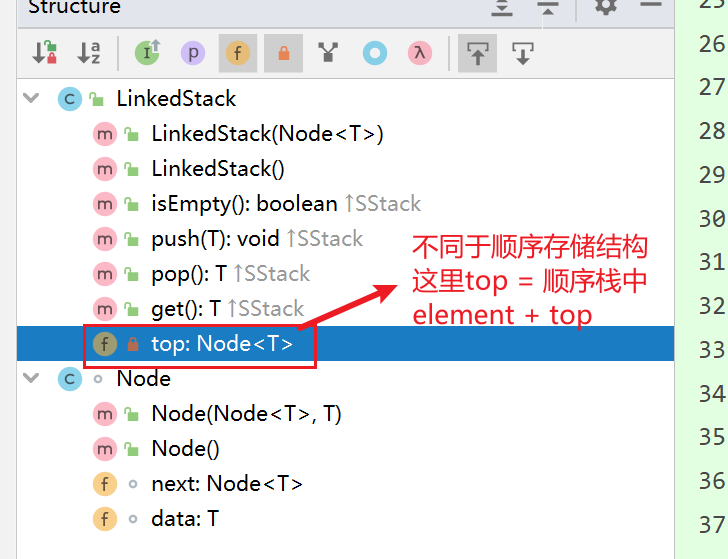 Structure
25
26
27
28
29
30
31
32
33
34
35
36
37
LinkedStack
LinkedStack(Node<T>)
LinkedStack()
isEmpty(): boolean ↑SStack
push(T): void ↑SStack
pop(): T ↑SStack
get(): T ↑SStack
top: Node<T>
Node
Node(Node<T>, T)
Node()
next: Node<T>
data: T
不同于顺序存储结构
这里top = 顺序栈中
element + top